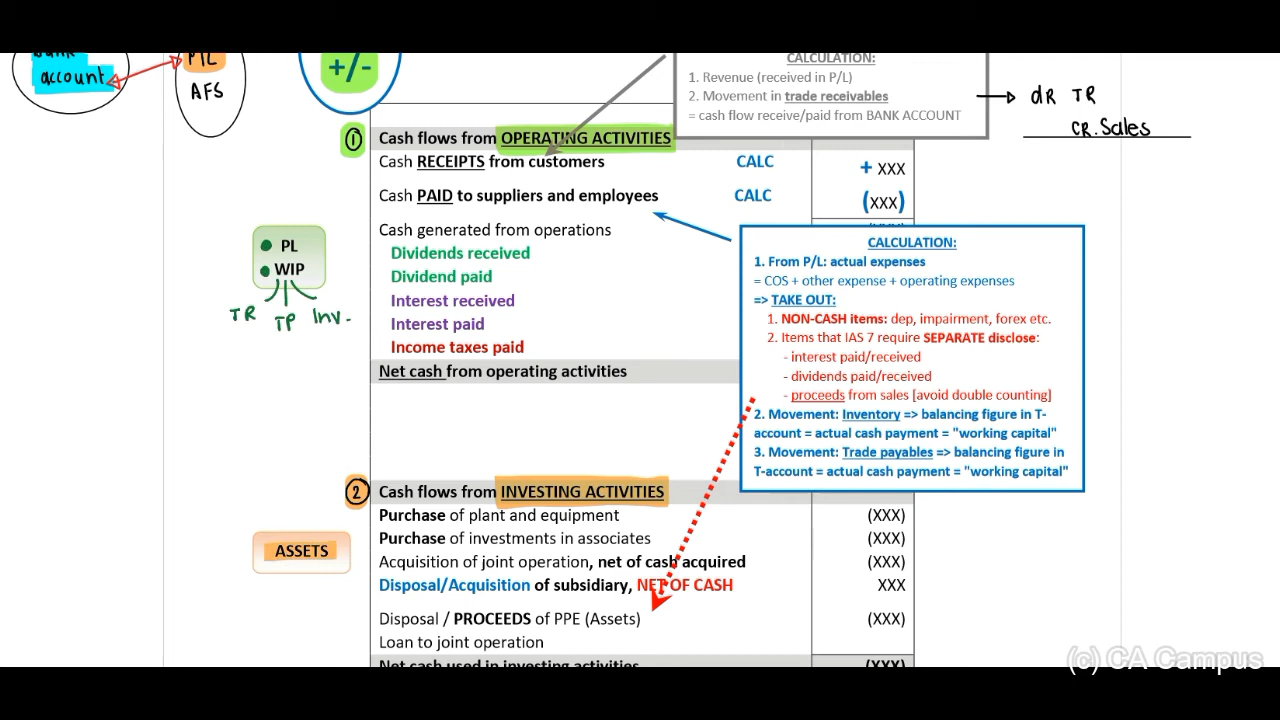 account
P/L
AFS
+/-
CALCULATION:
1. Revenue (received in P/L)
2. Movement in trade receivables
= cash flow receive/paid from BANK ACCOUNT
dR TR
CR. Sales
① Cash flows from OPERATING ACTIVITIES
Cash RECEIPTS from customers CALC + XXX
Cash PAID to suppliers and employees CALC (XXX)
Cash generated from operations
Dividends received
Dividend paid
Interest received
Interest paid
Income taxes paid
Net cash from operating activities
PL
WIP
TR TP Inv.
CALCULATION:
1. From P/L: actual expenses
= COS + other expense + operating expenses
=> TAKE OUT:
1. NON-CASH items: dep, impairment, forex etc.
2. Items that IAS 7 require SEPARATE disclose:
- interest paid/received
- dividends paid/received
- proceeds from sales [avoid double counting]
2. Movement: Inventory => balancing figure in T-
account = actual cash payment = "working capital"
3. Movement: Trade payables => balancing figure in
T-account = actual cash payment = "working capital"
② Cash flows from INVESTING ACTIVITIES
Purchase of plant and equipment (XXX)
Purchase of investments in associates (XXX)
Acquisition of joint operation, net of cash acquired (XXX)
Disposal/Acquisition of subsidiary, NET OF CASH XXX
Disposal / PROCEEDS of PPE (Assets) (XXX)
Loan to joint operation
Net cash used in investing activities (XXX)
ASSETS
(c) CA Campus